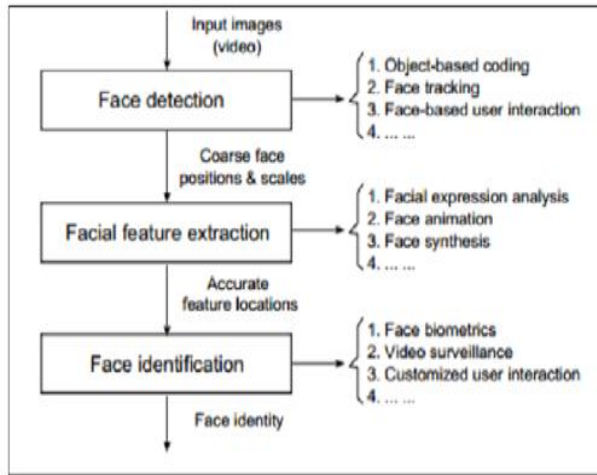 Input images
(video)
Face detection
1. Object-based coding
2. Face tracking
3. Face-based user interaction
4. ... ...
Coarse face
positions & scales
Facial feature extraction
1. Facial expression analysis
2. Face animation
3. Face synthesis
4. ... ...
Accurate
feature locations
Face identification
1. Face biometrics
2. Video surveillance
3. Customized user interaction
4. ... ...
Face identity